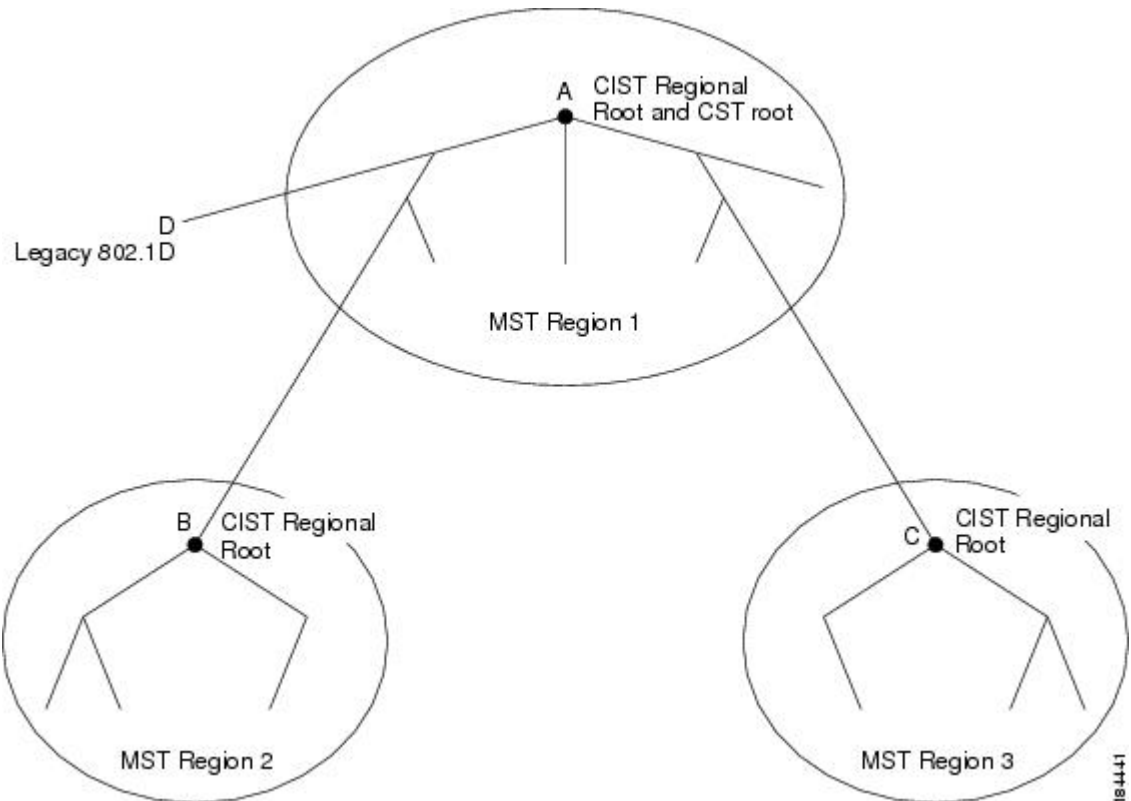 A
CIST Regional
Root and CST root
D
Legacy 802.1D
MST Region 1
B
CIST Regional
Root
C
CIST Regional
Root
MST Region 2
MST Region 3